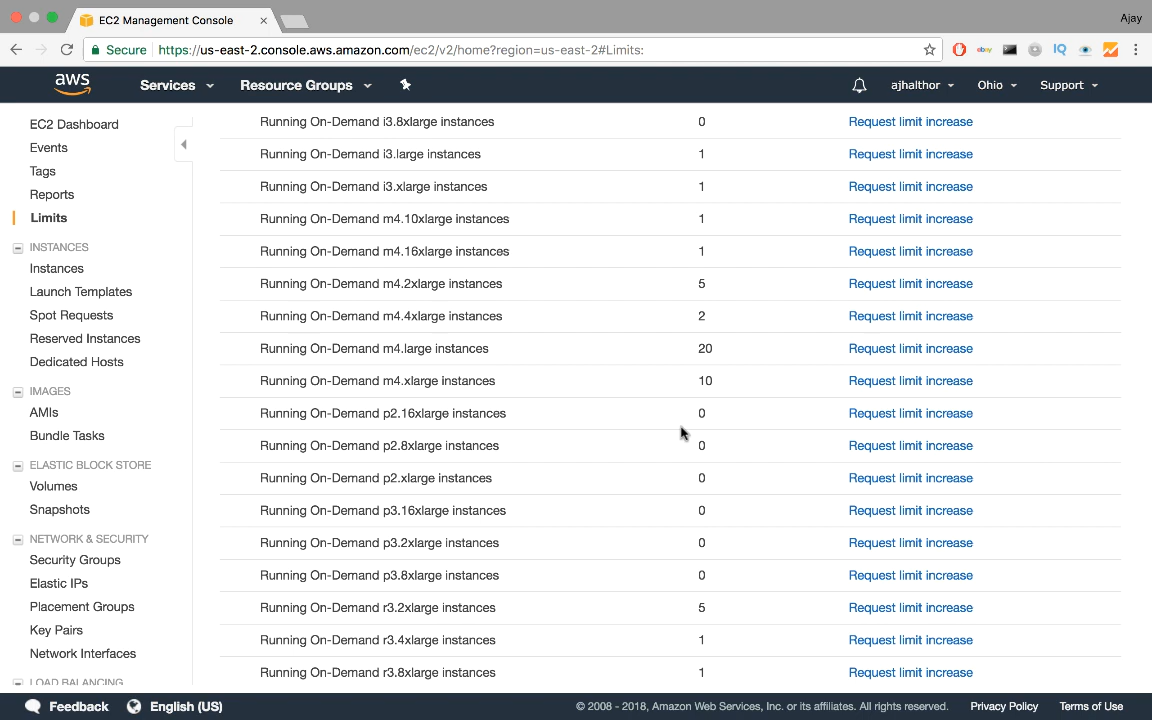 EC2 Management Console
Ajay
Secure https://us-east-2.console.aws.amazon.com/ec2/v2/home?region=us-east-2#Limits:
ebay
IQ
aws Services Resource Groups ajhalthor Ohio Support
EC2 Dashboard
Events
Tags
Reports
Limits
INSTANCES
Instances
Launch Templates
Spot Requests
Reserved Instances
Dedicated Hosts
IMAGES
AMIs
Bundle Tasks
ELASTIC BLOCK STORE
Volumes
Snapshots
NETWORK & SECURITY
Security Groups
Elastic IPs
Placement Groups
Key Pairs
Network Interfaces
LOAD BALANCING
Running On-Demand i3.8xlarge instances 0 Request limit increase
Running On-Demand i3.large instances 1 Request limit increase
Running On-Demand i3.xlarge instances 1 Request limit increase
Running On-Demand m4.10xlarge instances 1 Request limit increase
Running On-Demand m4.16xlarge instances 1 Request limit increase
Running On-Demand m4.2xlarge instances 5 Request limit increase
Running On-Demand m4.4xlarge instances 2 Request limit increase
Running On-Demand m4.large instances 20 Request limit increase
Running On-Demand m4.xlarge instances 10 Request limit increase
Running On-Demand p2.16xlarge instances 0 Request limit increase
Running On-Demand p2.8xlarge instances 0 Request limit increase
Running On-Demand p2.xlarge instances 0 Request limit increase
Running On-Demand p3.16xlarge instances 0 Request limit increase
Running On-Demand p3.2xlarge instances 0 Request limit increase
Running On-Demand p3.8xlarge instances 0 Request limit increase
Running On-Demand r3.2xlarge instances 5 Request limit increase
Running On-Demand r3.4xlarge instances 1 Request limit increase
Running On-Demand r3.8xlarge instances 1 Request limit increase
Feedback English (US) © 2008 - 2018, Amazon Web Services, Inc. or its affiliates. All rights reserved. Privacy Policy Terms of Use